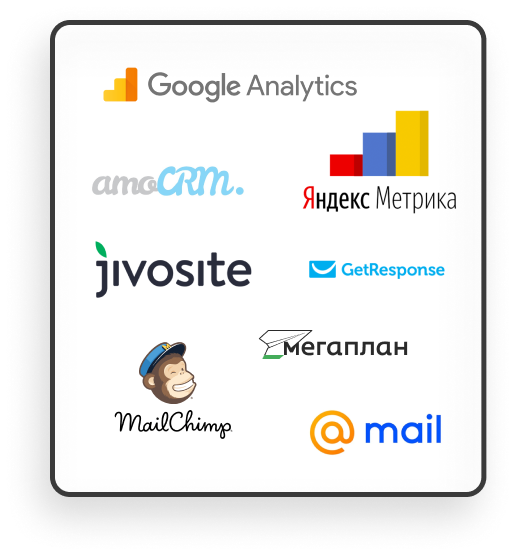 Google Analytics
amoCRM.
Яндекс Метрика
jivosite
GetResponse
мегаплан
MailChimp
@mail